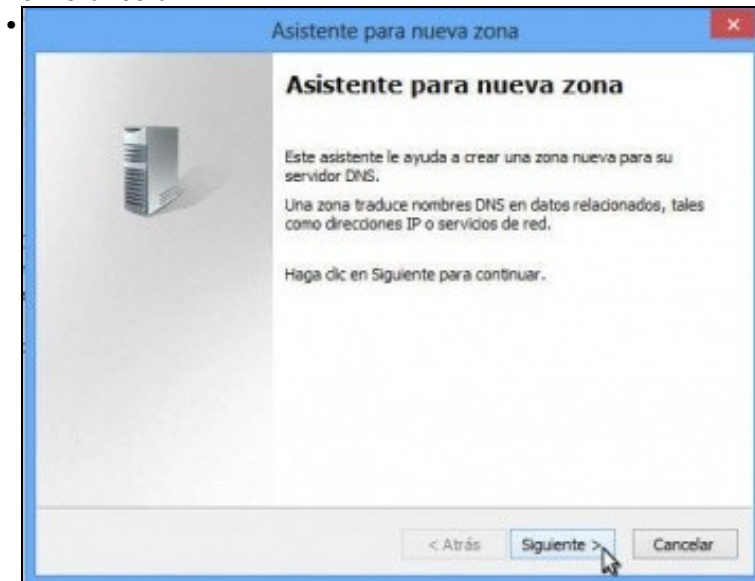 Asistente para nueva zona
Asistente para nueva zona
Este asistente le ayuda a crear una zona nueva para su
servidor DNS.
Una zona traduce nombres DNS en datos relacionados, tales
como direcciones IP o servicios de red.
Haga clic en Siguiente para continuar.
< Atrás Siguiente > Cancelar